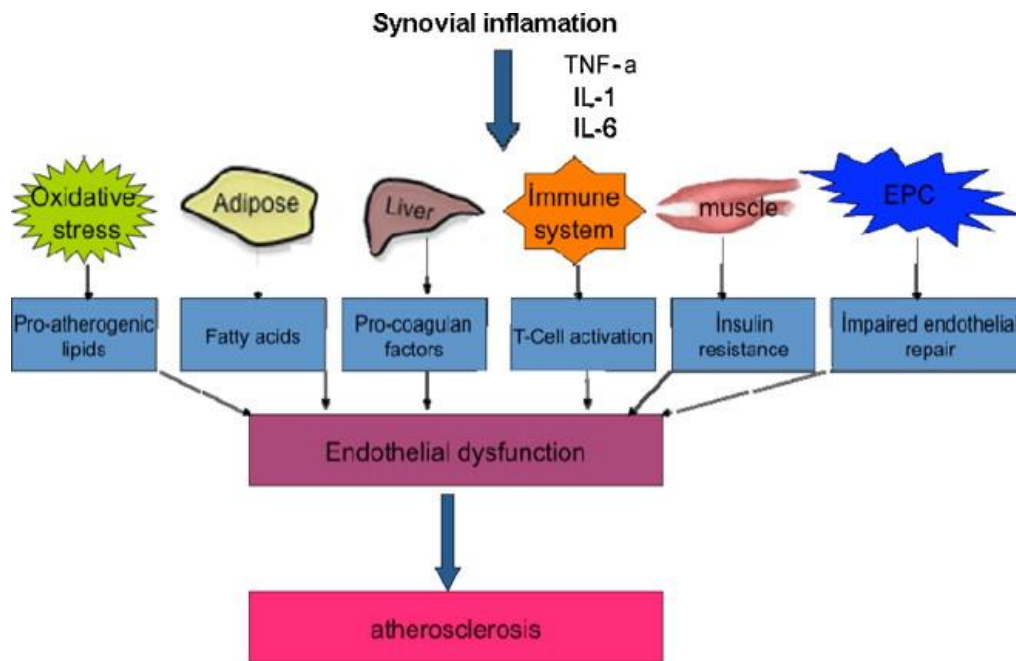 Synovial inflamation
TNF-a
IL-1
IL-6
Oxidative
stress
Adipose
Liver
İmmune
system
muscle
EPC
Pro-atherogenic
lipids
Fatty acids
Pro-coagulan
factors
T-Cell activation
İnsulin
resistance
İmpaired endothelial
repair
Endothelial dysfunction
atherosclerosis